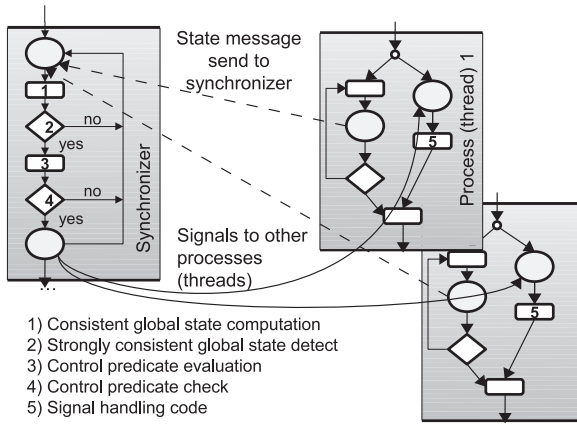 State message
send to
synchronizer
Process (thread) 1
1
2
no
yes
3
4
no
yes
Synchronizer
5
Signals to other
processes
(threads)
5
...
1) Consistent global state computation
2) Strongly consistent global state detect
3) Control predicate evaluation
4) Control predicate check
5) Signal handling code